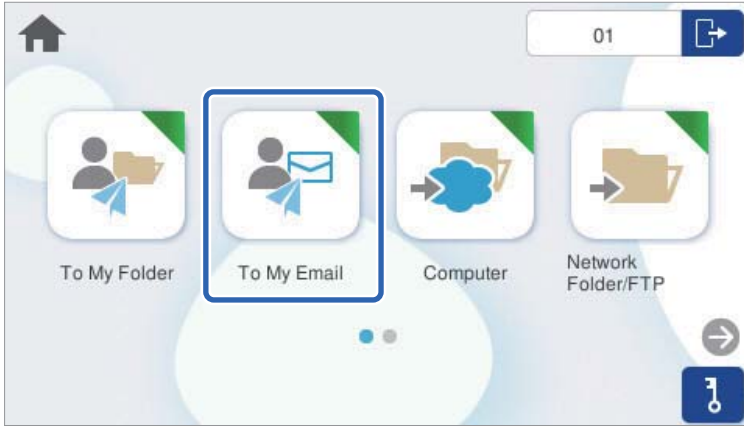 01
To My Folder
To My Email
Computer
Network
Folder/FTP